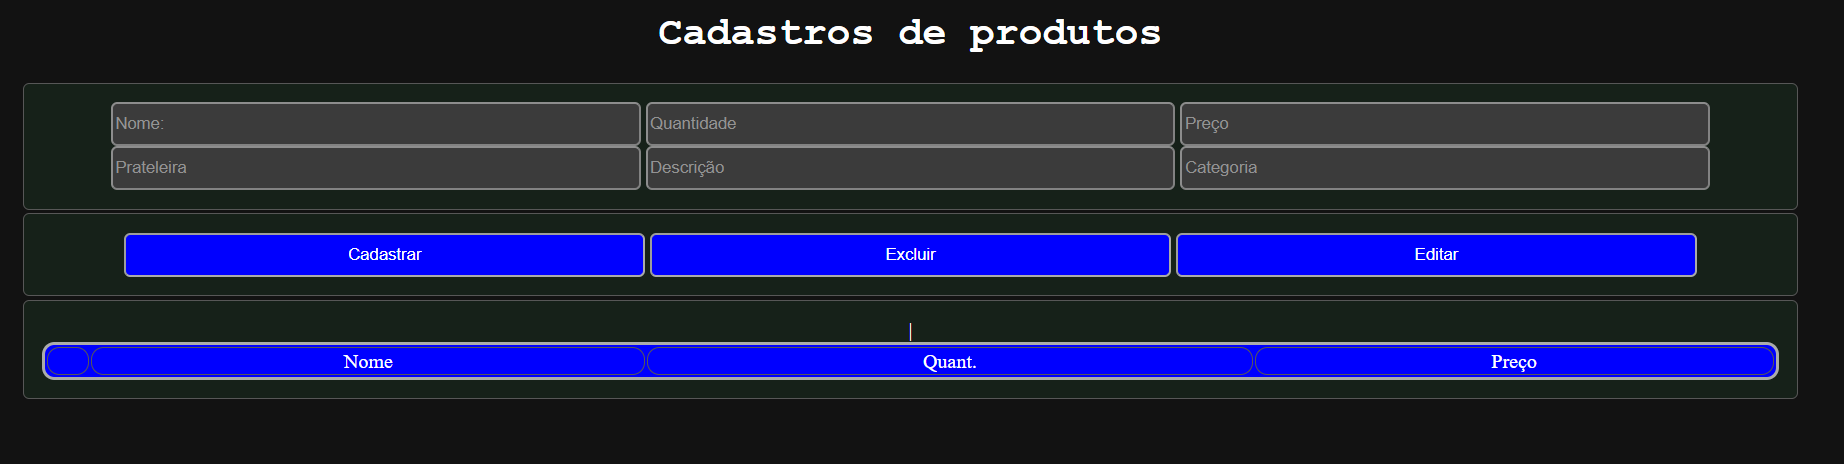 Cadastros de produtos
Nome: Quantidade Preço
Prateleira Descrição Categoria
Cadastrar Excluir Editar
|
Nome Quant. Preço